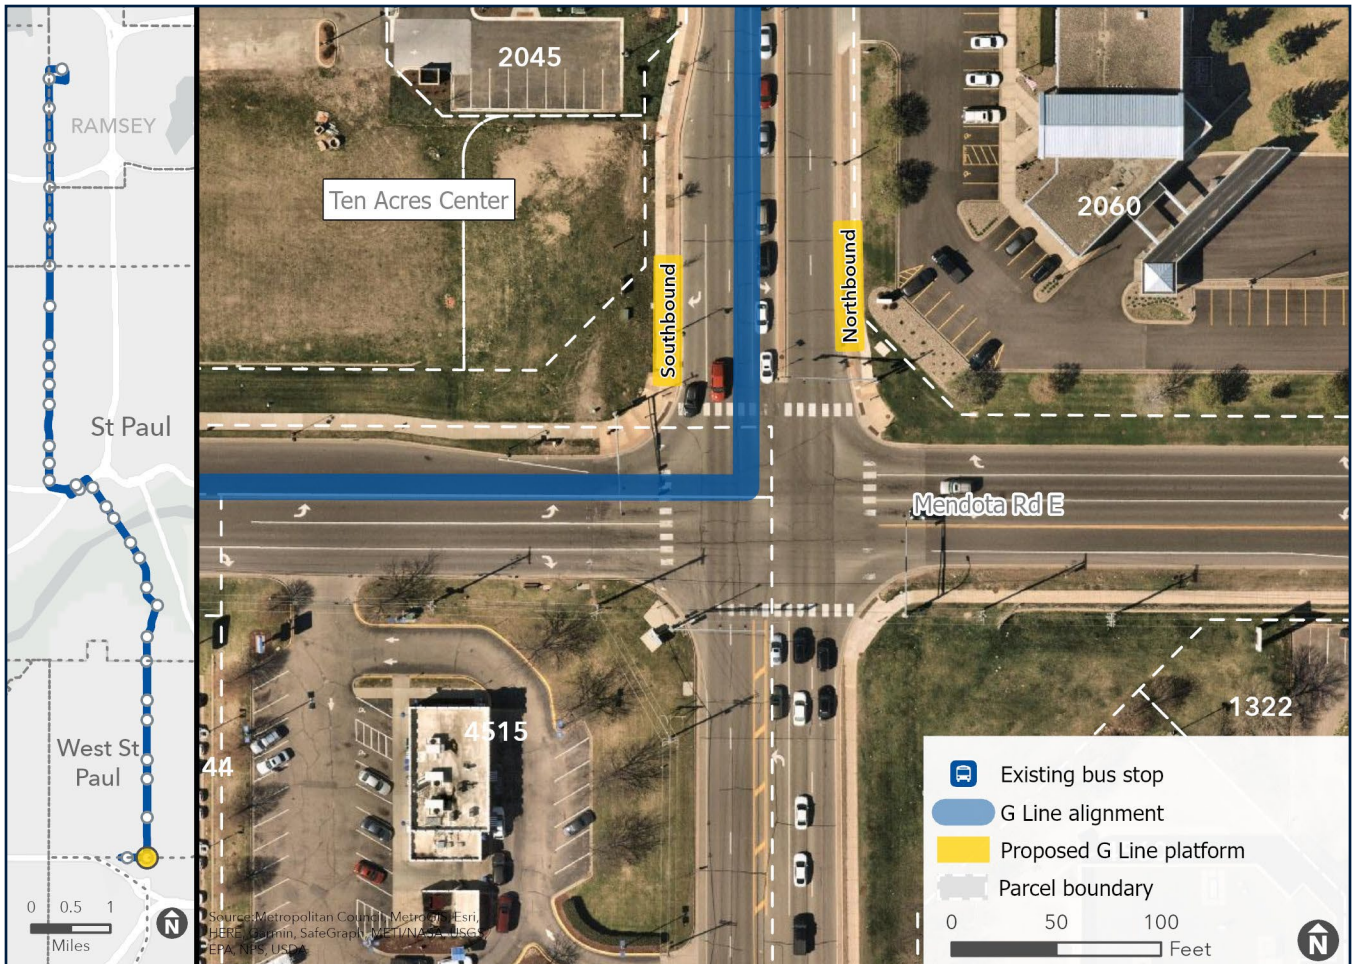 RAMSEY
St Paul
West St
Paul
0 0.5 1
Miles
N
2045
Ten Acres Center
Southbound
Northbound
2060
Mendota Rd E
4515
44
1322
Source: Metropolitan Council, MetroGIS, Esri,
HERE, Garmin, SafeGraph, METI/NASA, USGS,
EPA, NPS, USDA
Existing bus stop
G Line alignment
Proposed G Line platform
Parcel boundary
0 50 100
Feet
N